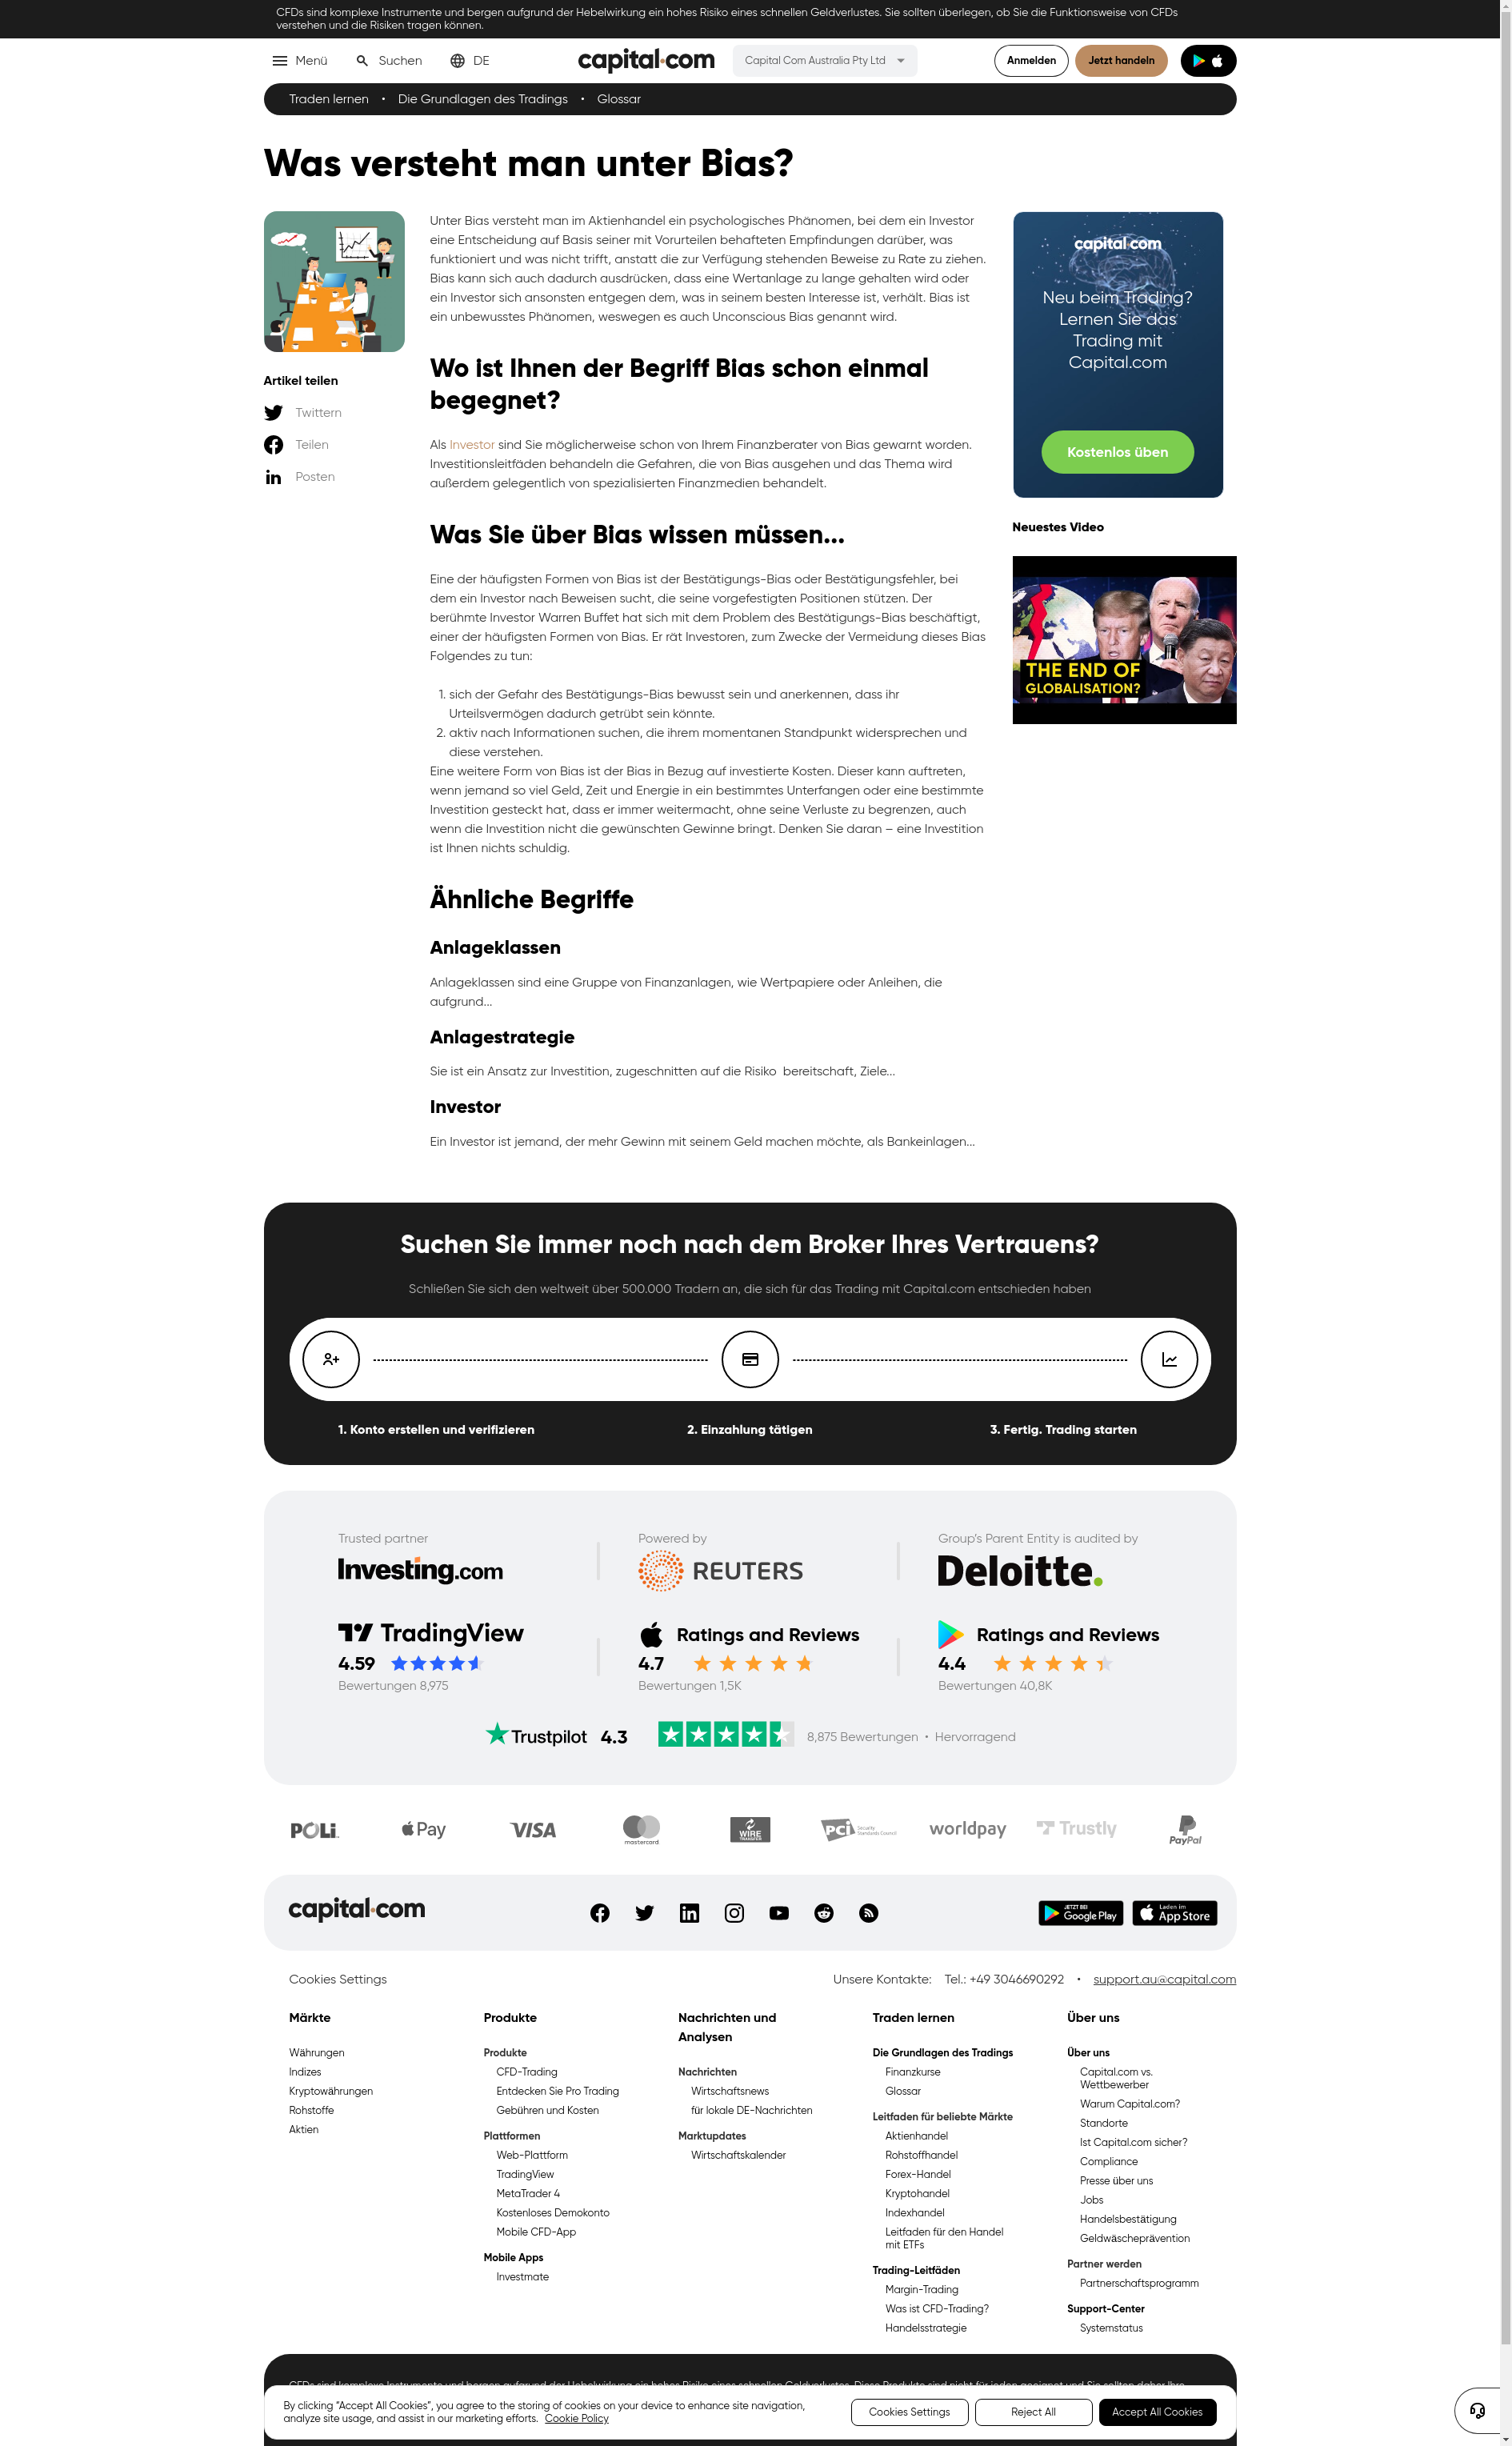 CFDs sind komplexe Instrumente und bergen aufgrund der Hebelwirkung ein hohes Risiko eines schnellen Geldverlustes. Sie sollten überlegen, ob Sie die Funktionsweise von CFDs
verstehen und die Risiken tragen können.
Menü
Suchen
DE
capital.com
Capital Com Australia Pty Ltd
Anmelden
Jetzt handeln
Traden lernen • Die Grundlagen des Tradings • Glossar
Was versteht man unter Bias?
Artikel teilen
Twittern
Teilen
Posten
Unter Bias versteht man im Aktienhandel ein psychologisches Phänomen, bei dem ein Investor
eine Entscheidung auf Basis seiner mit Vorurteilen behafteten Empfindungen darüber, was
funktioniert und was nicht trifft, anstatt die zur Verfügung stehenden Beweise zu Rate zu ziehen.
Bias kann sich auch dadurch ausdrücken, dass eine Wertanlage zu lange gehalten wird oder
ein Investor sich ansonsten entgegen dem, was in seinem besten Interesse ist, verhält. Bias ist
ein unbewusstes Phänomen, weswegen es auch Unconscious Bias genannt wird.
Wo ist Ihnen der Begriff Bias schon einmal
begegnet?
Als Investor sind Sie möglicherweise schon von Ihrem Finanzberater von Bias gewarnt worden.
Investitionsleitfäden behandeln die Gefahren, die von Bias ausgehen und das Thema wird
außerdem gelegentlich von spezialisierten Finanzmedien behandelt.
Was Sie über Bias wissen müssen...
Eine der häufigsten Formen von Bias ist der Bestätigungs-Bias oder Bestätigungsfehler, bei
dem ein Investor nach Beweisen sucht, die seine vorgefestigten Positionen stützen. Der
berühmte Investor Warren Buffet hat sich mit dem Problem des Bestätigungs-Bias beschäftigt,
einer der häufigsten Formen von Bias. Er rät Investoren, zum Zwecke der Vermeidung dieses Bias
Folgendes zu tun:
1. sich der Gefahr des Bestätigungs-Bias bewusst sein und anerkennen, dass ihr
Urteilsvermögen dadurch getrübt sein könnte.
2. aktiv nach Informationen suchen, die ihrem momentanen Standpunkt widersprechen und
diese verstehen.
Eine weitere Form von Bias ist der Bias in Bezug auf investierte Kosten. Dieser kann auftreten,
wenn jemand so viel Geld, Zeit und Energie in ein bestimmtes Unterfangen oder eine bestimmte
Investition gesteckt hat, dass er immer weitermacht, ohne seine Verluste zu begrenzen, auch
wenn die Investition nicht die gewünschten Gewinne bringt. Denken Sie daran – eine Investition
ist Ihnen nichts schuldig.
Ähnliche Begriffe
Anlageklassen
Anlageklassen sind eine Gruppe von Finanzanlagen, wie Wertpapiere oder Anleihen, die
aufgrund...
Anlagestrategie
Sie ist ein Ansatz zur Investition, zugeschnitten auf die Risiko bereitschaft, Ziele...
Investor
Ein Investor ist jemand, der mehr Gewinn mit seinem Geld machen möchte, als Bankeinlagen...
capital.com
Neu beim Trading?
Lernen Sie das
Trading mit
Capital.com
Kostenlos üben
Neuestes Video
THE END OF
GLOBALISATION?
Suchen Sie immer noch nach dem Broker Ihres Vertrauens?
Schließen Sie sich den weltweit über 500.000 Tradern an, die sich für das Trading mit Capital.com entschieden haben
1. Konto erstellen und verifizieren
2. Einzahlung tätigen
3. Fertig. Trading starten
Trusted partner
Investing.com
Powered by
REUTERS
Group's Parent Entity is audited by
Deloitte.
TradingView
4.59
Bewertungen 8,975
Ratings and Reviews
4.7
Bewertungen 1,5K
Ratings and Reviews
4.4
Bewertungen 40,8K
Trustpilot 4.3
8,875 Bewertungen • Hervorragend
POLi
Pay
VISA
mastercard
WIRE
TRANSFER
PCi Security
Standards Council
worldpay
Trustly
PayPal
capital.com
JETZT BEI
Google Play
Laden im
App Store
Cookies Settings
Unsere Kontakte: Tel.: +49 3046690292 • support.au@capital.com
Märkte
Währungen
Indizes
Kryptowährungen
Rohstoffe
Aktien
Produkte
Produkte
CFD-Trading
Entdecken Sie Pro Trading
Gebühren und Kosten
Plattformen
Web-Plattform
TradingView
MetaTrader 4
Kostenloses Demokonto
Mobile CFD-App
Mobile Apps
Investmate
Nachrichten und
Analysen
Nachrichten
Wirtschaftsnews
für lokale DE-Nachrichten
Marktupdates
Wirtschaftskalender
Traden lernen
Die Grundlagen des Tradings
Finanzkurse
Glossar
Leitfaden für beliebte Märkte
Aktienhandel
Rohstoffhandel
Forex-Handel
Kryptohandel
Indexhandel
Leitfaden für den Handel
mit ETFs
Trading-Leitfäden
Margin-Trading
Was ist CFD-Trading?
Handelsstrategie
Über uns
Über uns
Capital.com vs.
Wettbewerber
Warum Capital.com?
Standorte
Ist Capital.com sicher?
Compliance
Presse über uns
Jobs
Handelsbestätigung
Geldwäscheprävention
Partner werden
Partnerschaftsprogramm
Support-Center
Systemstatus
By clicking “Accept All Cookies”, you agree to the storing of cookies on your device to enhance site navigation,
analyze site usage, and assist in our marketing efforts. Cookie Policy
Cookies Settings
Reject All
Accept All Cookies